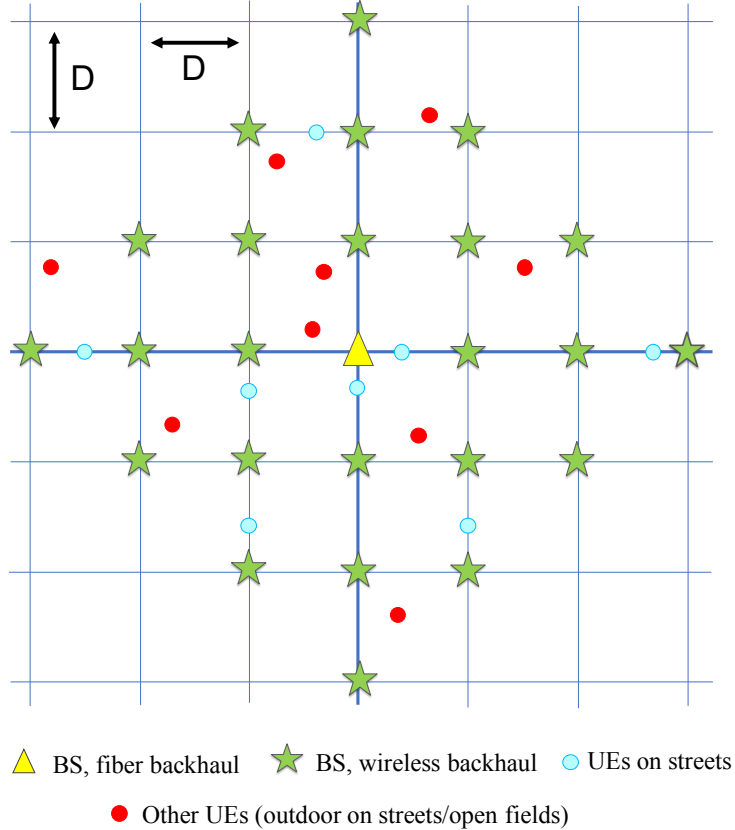 D
D
BS, fiber backhaul
BS, wireless backhaul
UEs on streets
Other UEs (outdoor on streets/open fields)